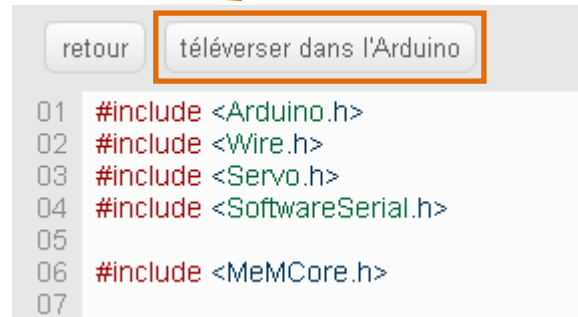 retour téléverser dans l'Arduino
01 #include <Arduino.h>
02 #include <Wire.h>
03 #include <Servo.h>
04 #include <SoftwareSerial.h>
05
06 #include <MeMCore.h>
07